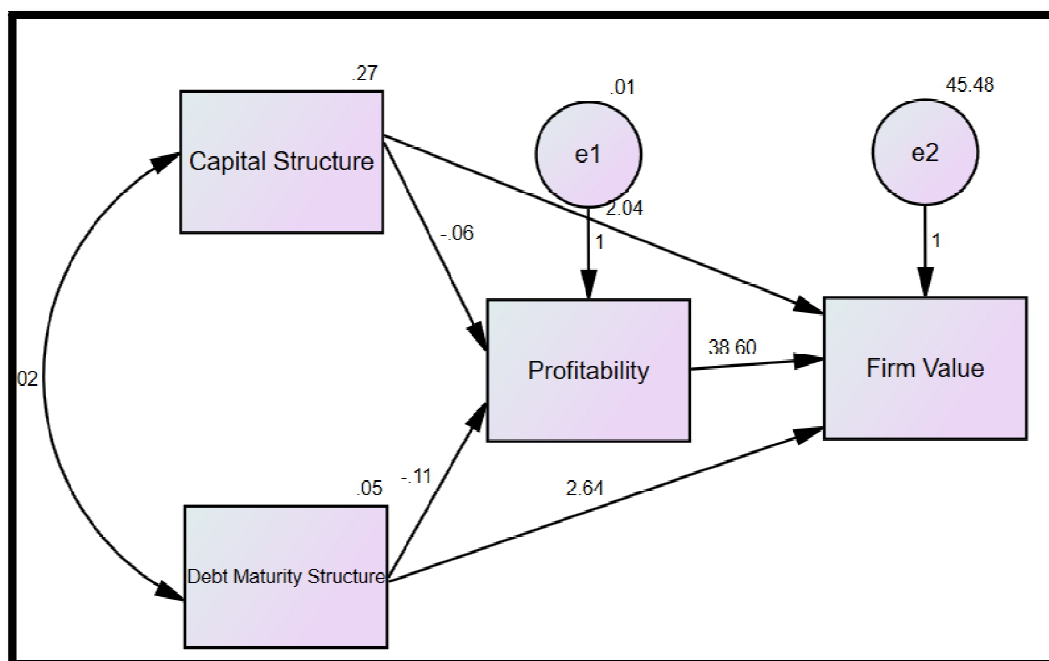 .27
Capital Structure
.01
e1
45.48
e2
2.04
-.06
1
1
Profitability
38.60
Firm Value
02
.05
-.11
2.64
Debt Maturity Structure